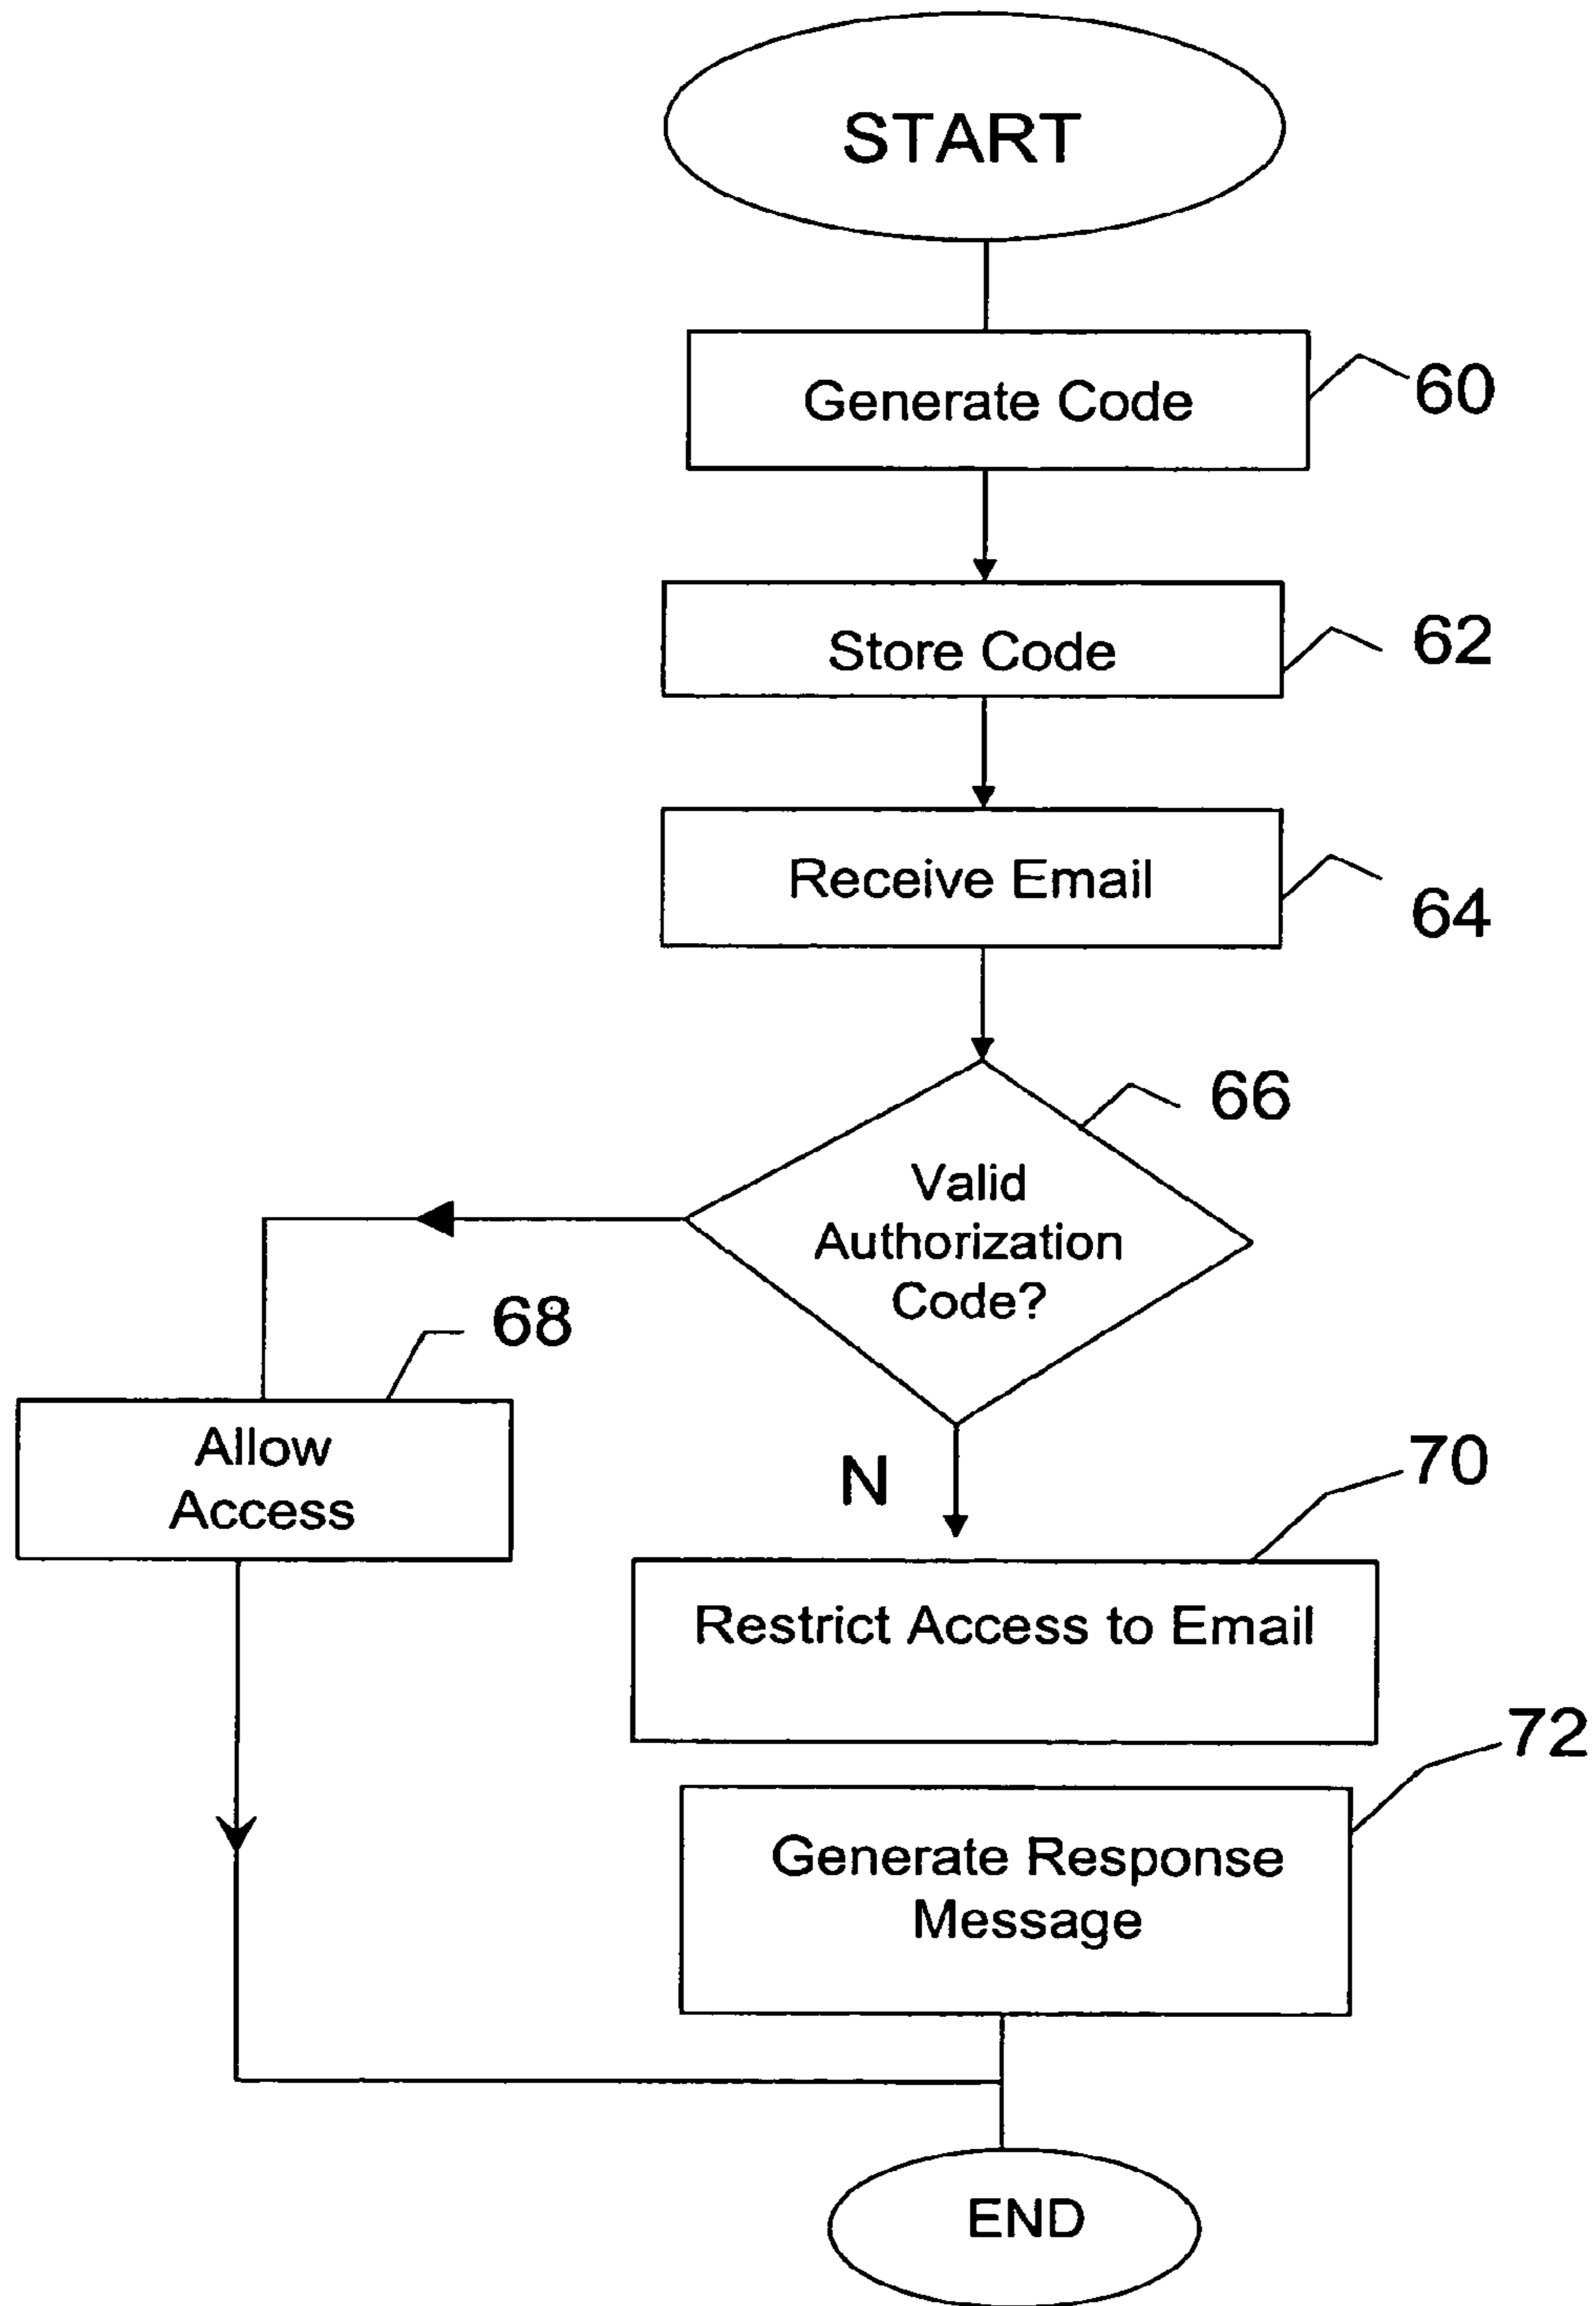 START
Generate Code
60
Store Code
62
Receive Email
64
66
Valid
Authorization
Code?
68
Allow
Access
N
70
Restrict Access to Email
72
Generate Response
Message
END